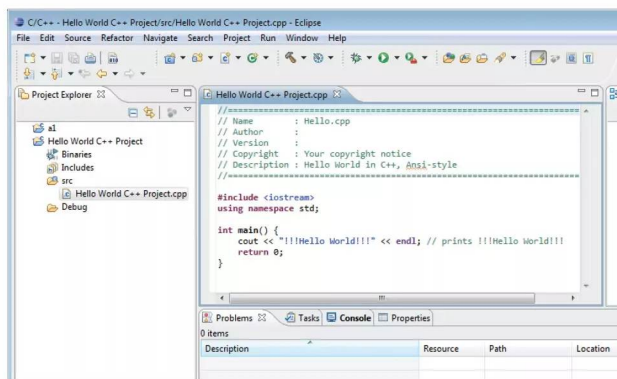 C/C++ - Hello World C++ Project/src/Hello World C++ Project.cpp - Eclipse
File Edit Source Refactor Navigate Search Project Run Window Help
Project Explorer
a1
Hello World C++ Project
Binaries
Includes
src
Hello World C++ Project.cpp
Debug
Hello World C++ Project.cpp
//============================================================================
// Name : Hello.cpp
// Author :
// Version :
// Copyright : Your copyright notice
// Description : Hello World in C++, Ansi-style
//============================================================================
#include <iostream>
using namespace std;
int main() {
cout << "!!!Hello World!!!" << endl; // prints !!!Hello World!!!
return 0;
}
Problems Tasks Console Properties
0 items
Description Resource Path Location